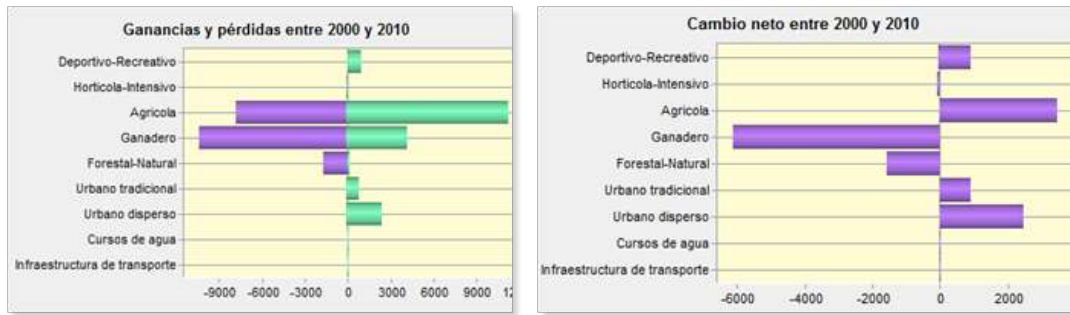 Ganancias y pérdidas entre 2000 y 2010
Deportivo-Recreativo
Horticola-Intensivo
Agricola
Ganadero
Forestal-Natural
Urbano tradicional
Urbano disperso
Cursos de agua
Infraestructura de transporte
-9000 -6000 -3000 0 3000 6000 9000 12
Cambio neto entre 2000 y 2010
Deportivo-Recreativo
Horticola-Intensivo
Agricola
Ganadero
Forestal-Natural
Urbano tradicional
Urbano disperso
Cursos de agua
Infraestructura de transporte
-6000 -4000 -2000 0 2000